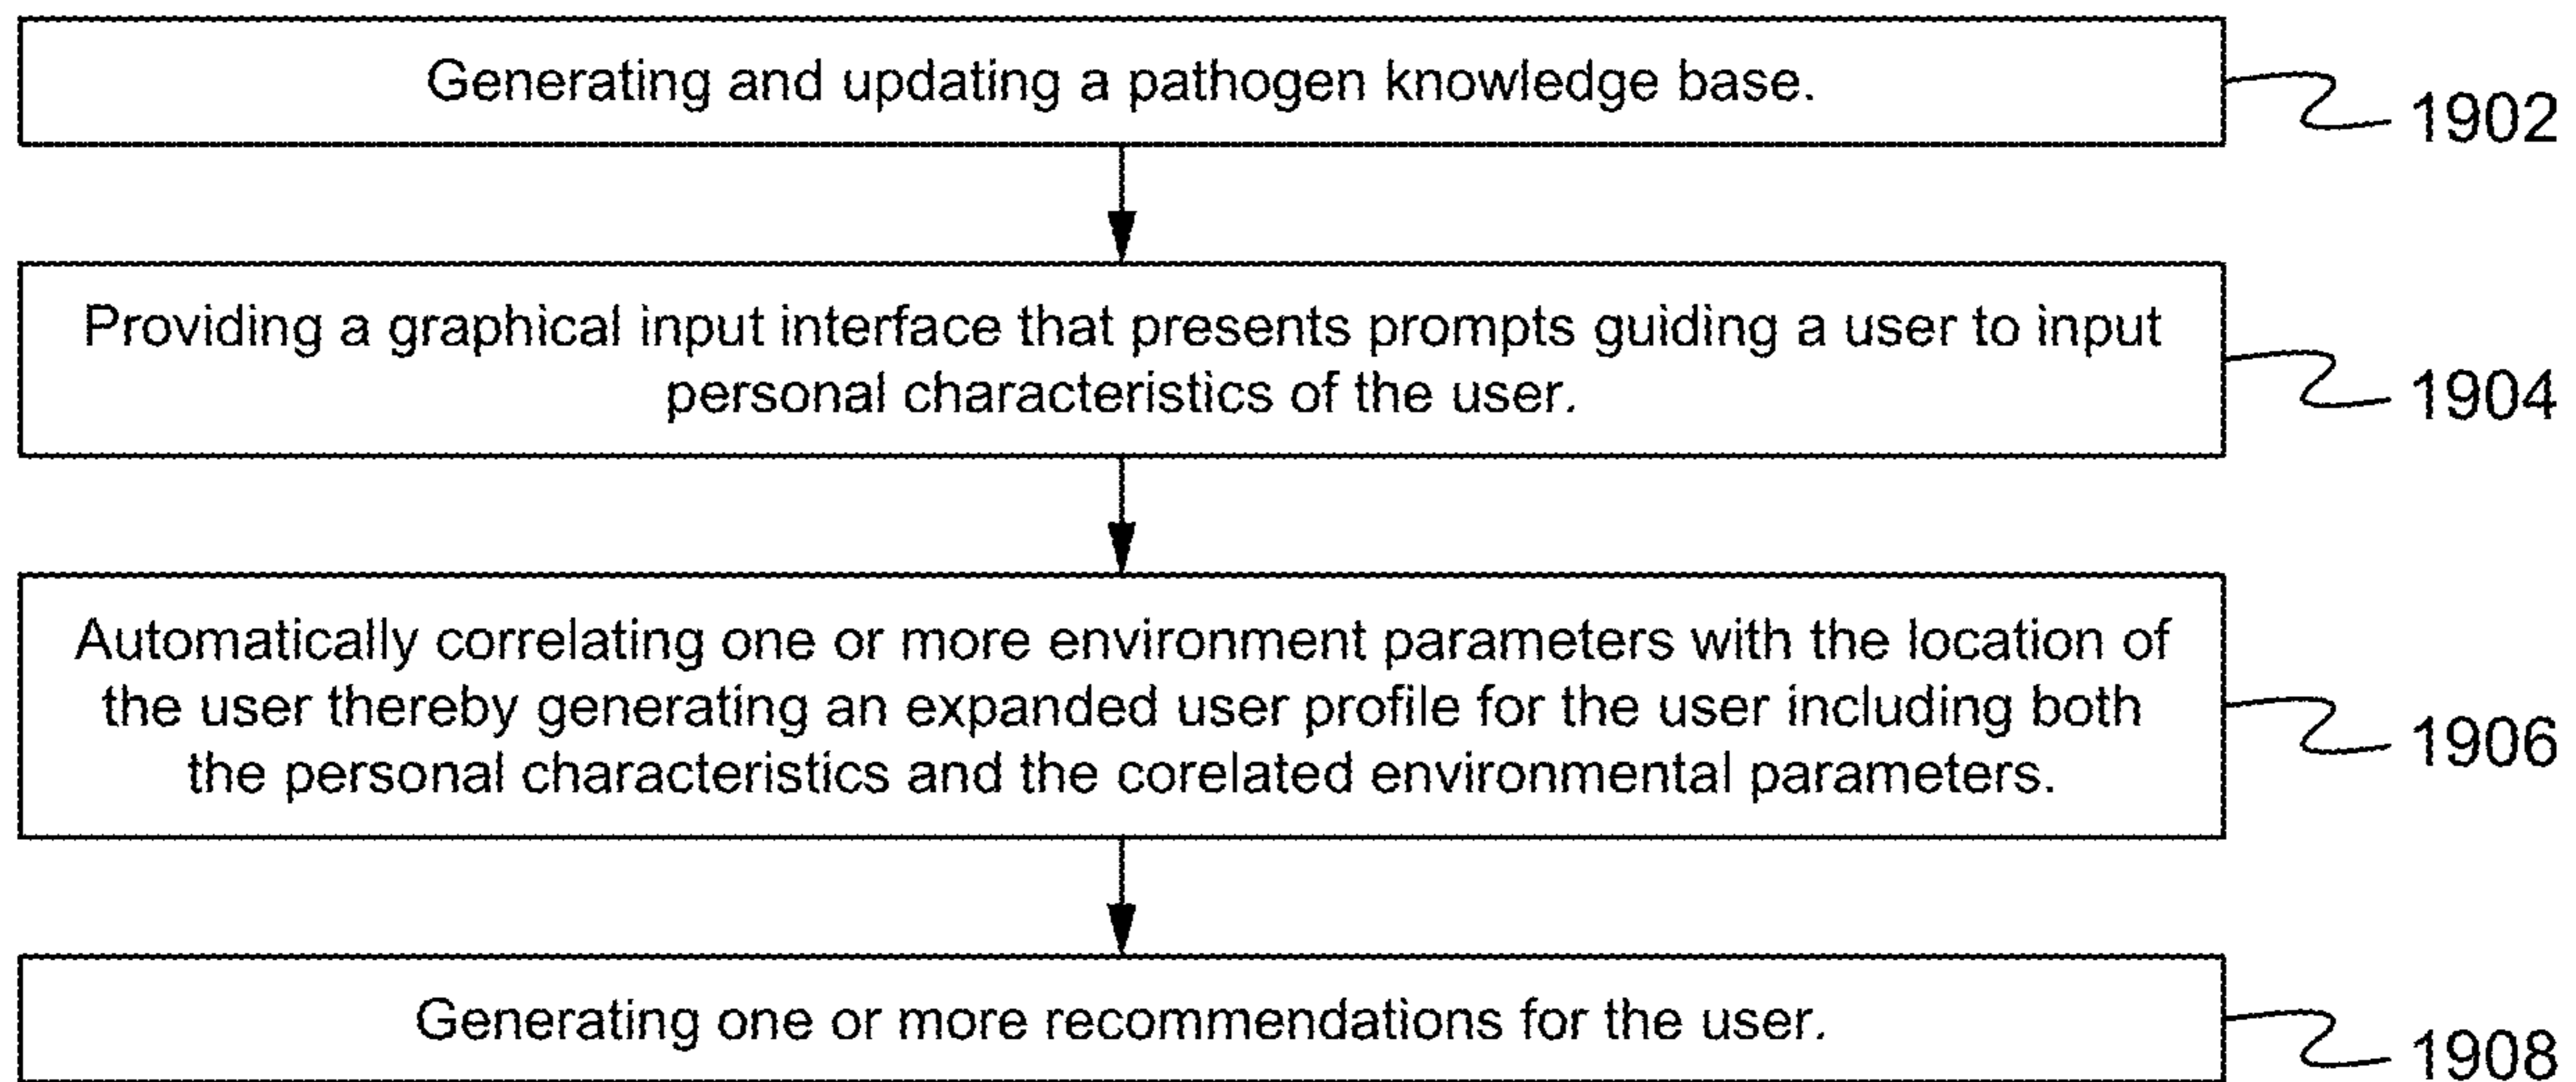 Generating and updating a pathogen knowledge base.
1902
Providing a graphical input interface that presents prompts guiding a user to input
personal characteristics of the user.
1904
Automatically correlating one or more environment parameters with the location of
the user thereby generating an expanded user profile for the user including both
the personal characteristics and the corelated environmental parameters.
1906
Generating one or more recommendations for the user.
1908